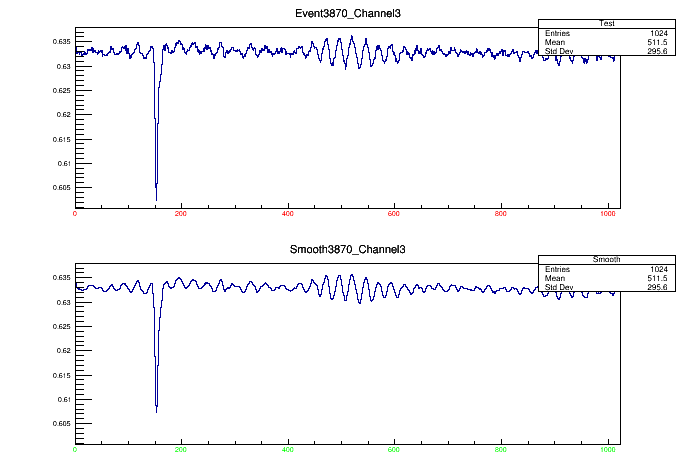 Event3870_Channel3
Test
Entries 1024
Mean 511.5
Std Dev 295.6
0.635
0.63
0.625
0.62
0.615
0.61
0.605
0 200 400 600 800 1000
Smooth3870_Channel3
Smooth
Entries 1024
Mean 511.5
Std Dev 295.6
0.635
0.63
0.625
0.62
0.615
0.61
0.605
0 200 400 600 800 1000